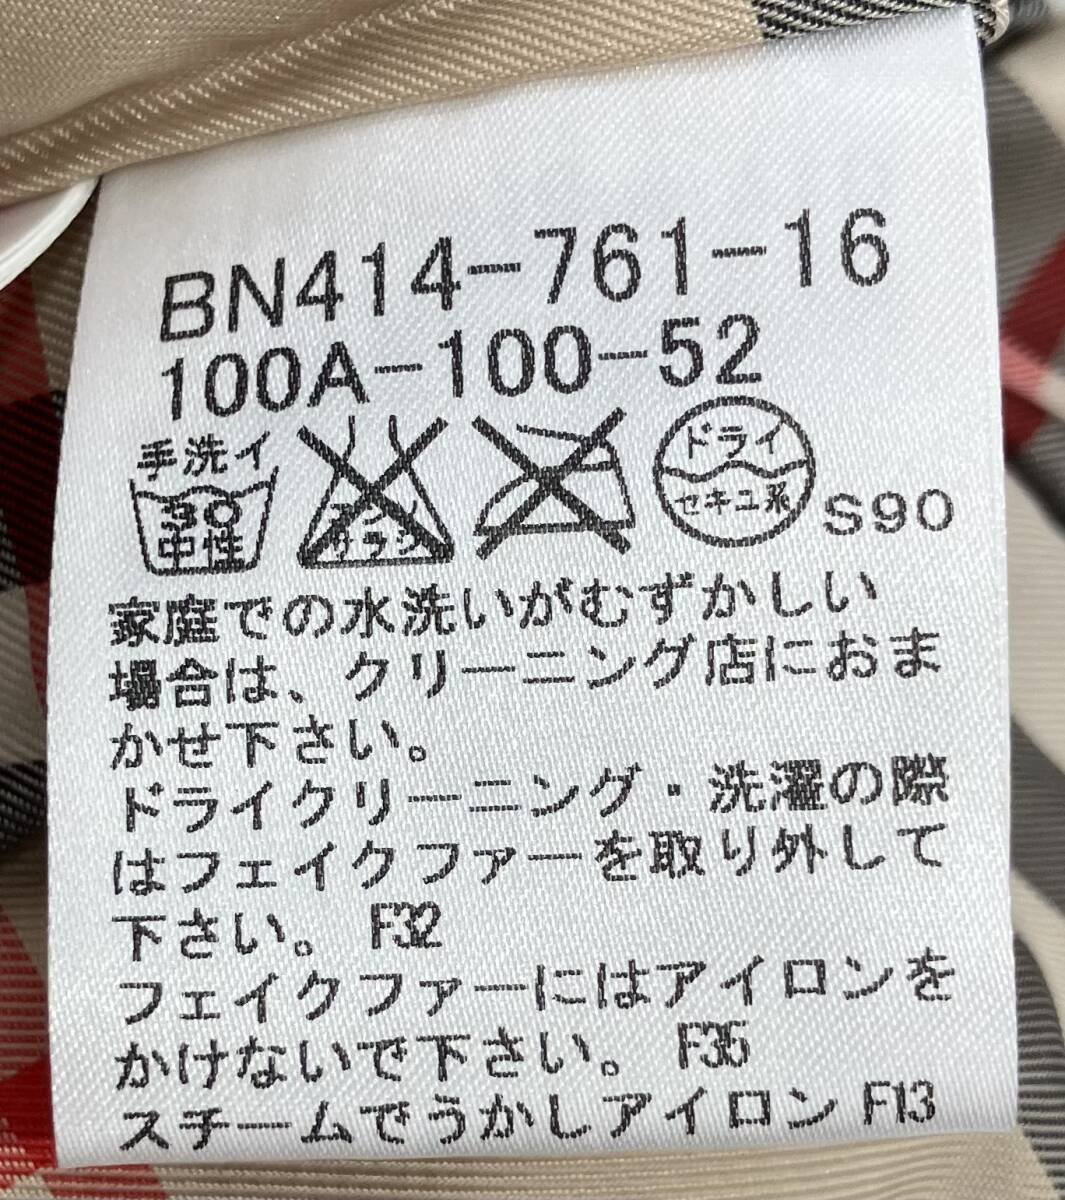 BN414-761-16
100A-100-52
手洗イ
30
中性
エンソ
サラシ
ドライ
セキユ系
S90
家庭での水洗いがむずかしい
場合は、クリーニング店におま
かせ下さい。
ドライクリーニング・洗濯の際
はフェイクファーを取り外して
下さい。 F32
フェイクファーにはアイロンを
かけないで下さい。 F35
スチームでうかしアイロン F13